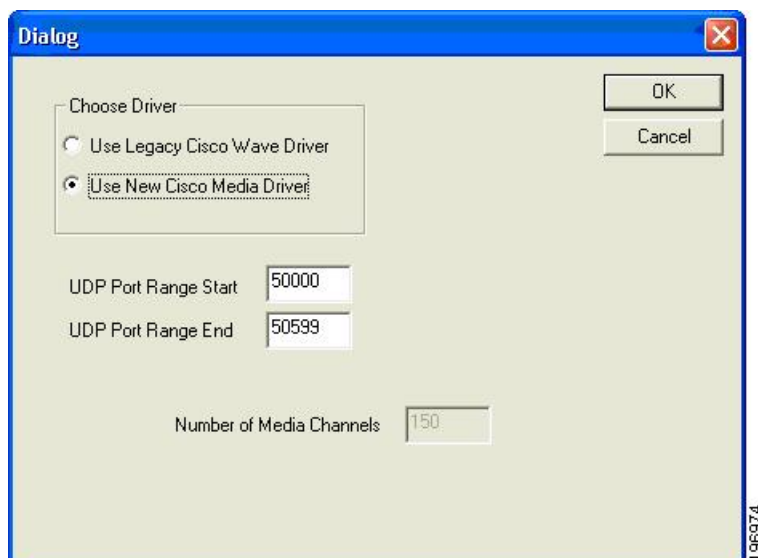 Dialog
OK
Cancel
Choose Driver
Use Legacy Cisco Wave Driver
Use New Cisco Media Driver
UDP Port Range Start 50000
UDP Port Range End 50599
Number of Media Channels 150
196974